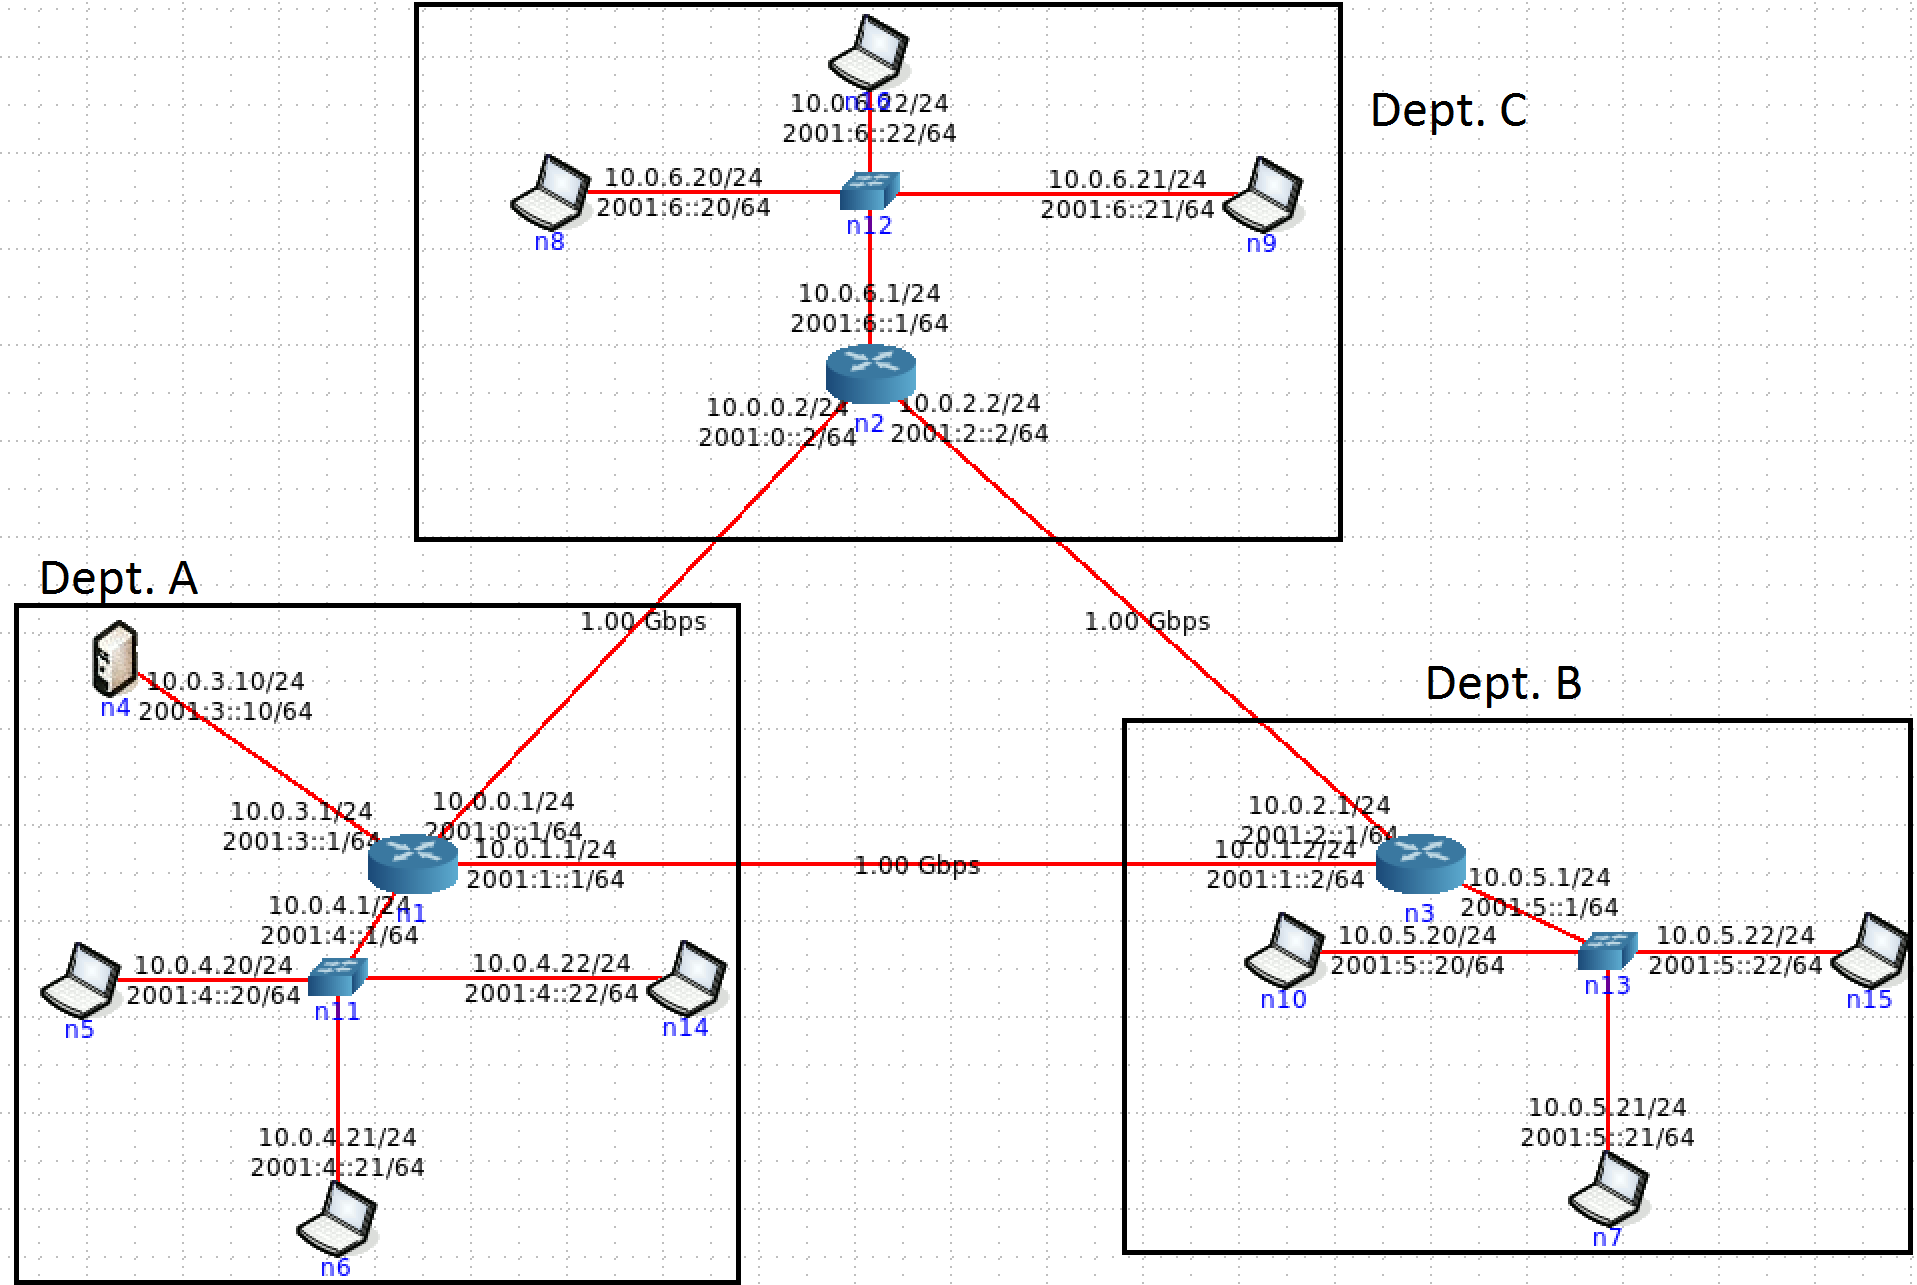 n16
10.0.6.22/24
2001:6::22/64
Dept. C
10.0.6.20/24
2001:6::20/64
n8
n12
10.0.6.21/24
2001:6::21/64
n9
10.0.6.1/24
2001:6::1/64
n2
10.0.0.2/24
2001:0::2/64
10.0.2.2/24
2001:2::2/64
Dept. A
1.00 Gbps
1.00 Gbps
Dept. B
n4
10.0.3.10/24
2001:3::10/64
10.0.3.1/24
2001:3::1/64
10.0.0.1/24
2001:0::1/64
10.0.1.1/24
2001:1::1/64
1.00 Gbps
10.0.2.1/24
2001:2::1/64
10.0.1.2/24
2001:1::2/64
n1
10.0.4.1/24
2001:4::1/64
n3
10.0.5.1/24
2001:5::1/64
10.0.4.20/24
2001:4::20/64
n5
n11
10.0.4.22/24
2001:4::22/64
n14
10.0.5.20/24
2001:5::20/64
n10
n13
10.0.5.22/24
2001:5::22/64
n15
10.0.4.21/24
2001:4::21/64
n6
10.0.5.21/24
2001:5::21/64
n7